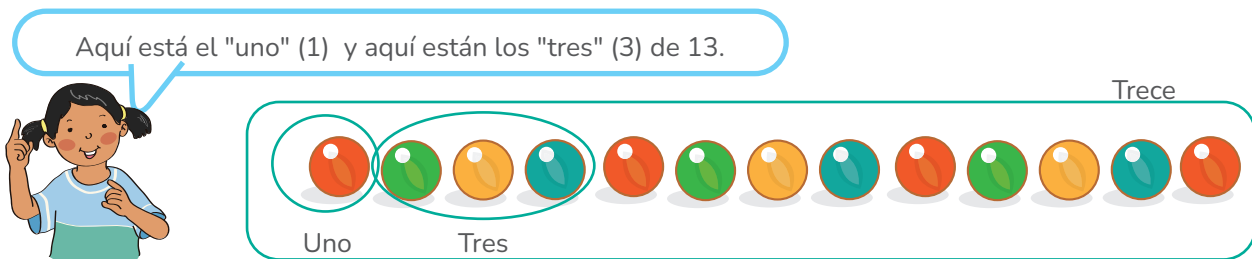 Aquí está el "uno" (1) y aquí están los "tres" (3) de 13.
Trece
Uno
Tres